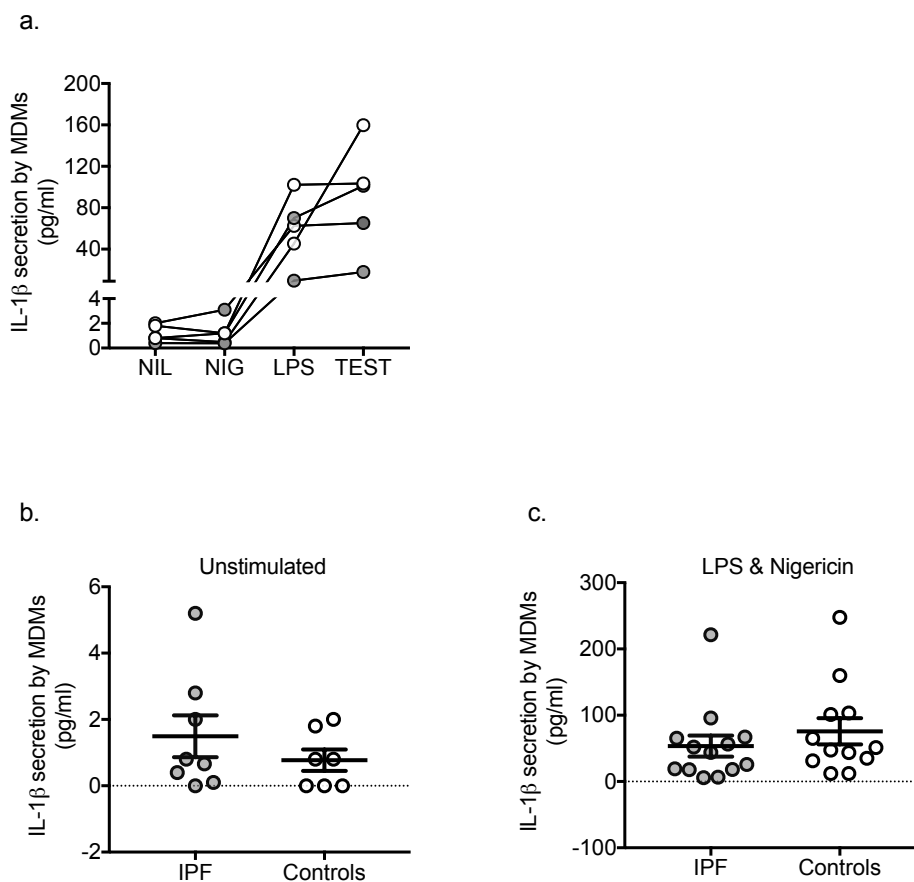 a.
IL-1β secretion by MDMs
(pg/ml)
200
160
120
80
40
4
2
0
NIL NIG LPS TEST
b.
Unstimulated
IL-1β secretion by MDMs
(pg/ml)
6
4
2
0
-2
IPF Controls
c.
LPS & Nigericin
IL-1β secretion by MDMs
(pg/ml)
300
200
100
0
-100
IPF Controls